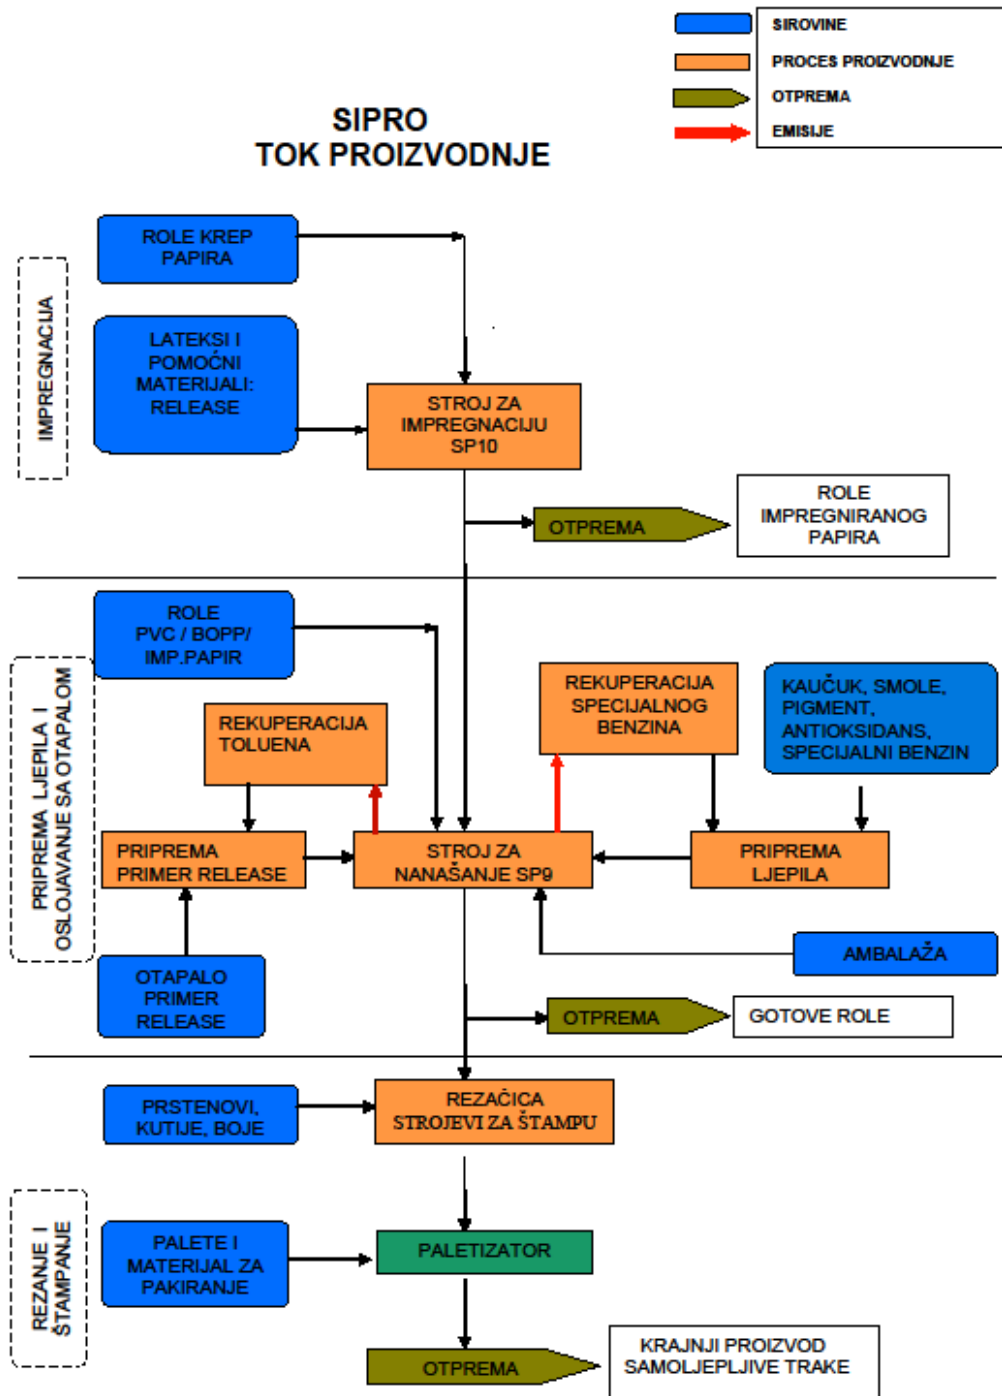 SIROVINE
PROCES PROIZVODNJE
OTPREMA
EMISIJE
SIPRO
TOK PROIZVODNJE
IMPREGNACIJA
ROLE KREP
PAPIRA
LATEKSI I
POMOĆNI
MATERIJALI:
RELEASE
STROJ ZA
IMPREGNACIJU
SP10
OTPREMA
ROLE
IMPREGNIRANOG
PAPIRA
PRIPREMA LJEPILA I
OSLOJAVANJE SA OTAPALOM
ROLE
PVC / BOPP/
IMP.PAPIR
REKUPERACIJA
TOLUENA
REKUPERACIJA
SPECIJALNOG
BENZINA
KAUČUK, SMOLE,
PIGMENT,
ANTIOKSIDANS,
SPECIJALNI BENZIN
PRIPREMA
PRIMER RELEASE
STROJ ZA
NANAŠANJE SP9
PRIPREMA
LJEPILA
OTAPALO
PRIMER
RELEASE
AMBALAŽA
OTPREMA
GOTOVE ROLE
REZANJE I
ŠTAMPANJE
PRSTENOVI,
KUTIJE, BOJE
REZAČICA
STROJEVI ZA ŠTAMPU
PALETE I
MATERIJAL ZA
PAKIRANJE
PALETIZATOR
OTPREMA
KRAJNJI PROIZVOD
SAMOLJEPLJIVE TRAKE